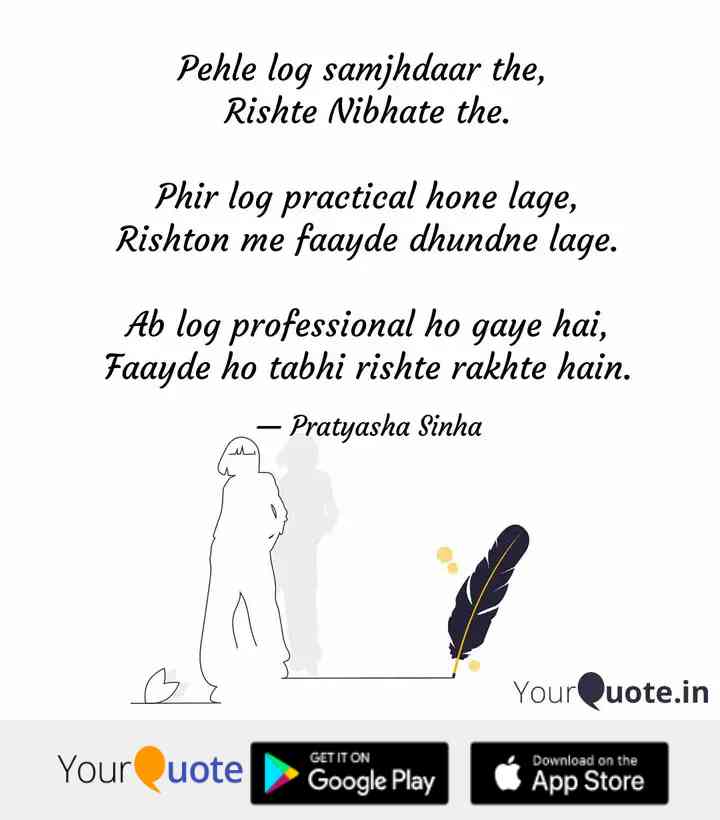 Pehle log samjhdaar the,
Rishte Nibhate the.
Phir log practical hone lage,
Rishton me faayde dhundne lage.
Ab log professional ho gaye hai,
Faayde ho tabhi rishte rakhte hain.
— Pratyasha Sinha
YourQuote.in
YourQuote
GET IT ON
Google Play
Download on the
App Store